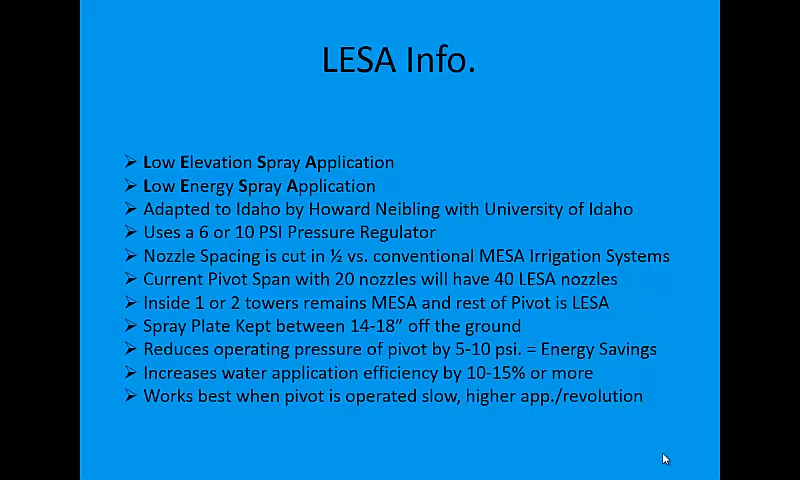 LESA Info.
➢ Low Elevation Spray Application
➢ Low Energy Spray Application
➢ Adapted to Idaho by Howard Neibling with University of Idaho
➢ Uses a 6 or 10 PSI Pressure Regulator
➢ Nozzle Spacing is cut in ½ vs. conventional MESA Irrigation Systems
➢ Current Pivot Span with 20 nozzles will have 40 LESA nozzles
➢ Inside 1 or 2 towers remains MESA and rest of Pivot is LESA
➢ Spray Plate Kept between 14-18” off the ground
➢ Reduces operating pressure of pivot by 5-10 psi. = Energy Savings
➢ Increases water application efficiency by 10-15% or more
➢ Works best when pivot is operated slow, higher app./revolution